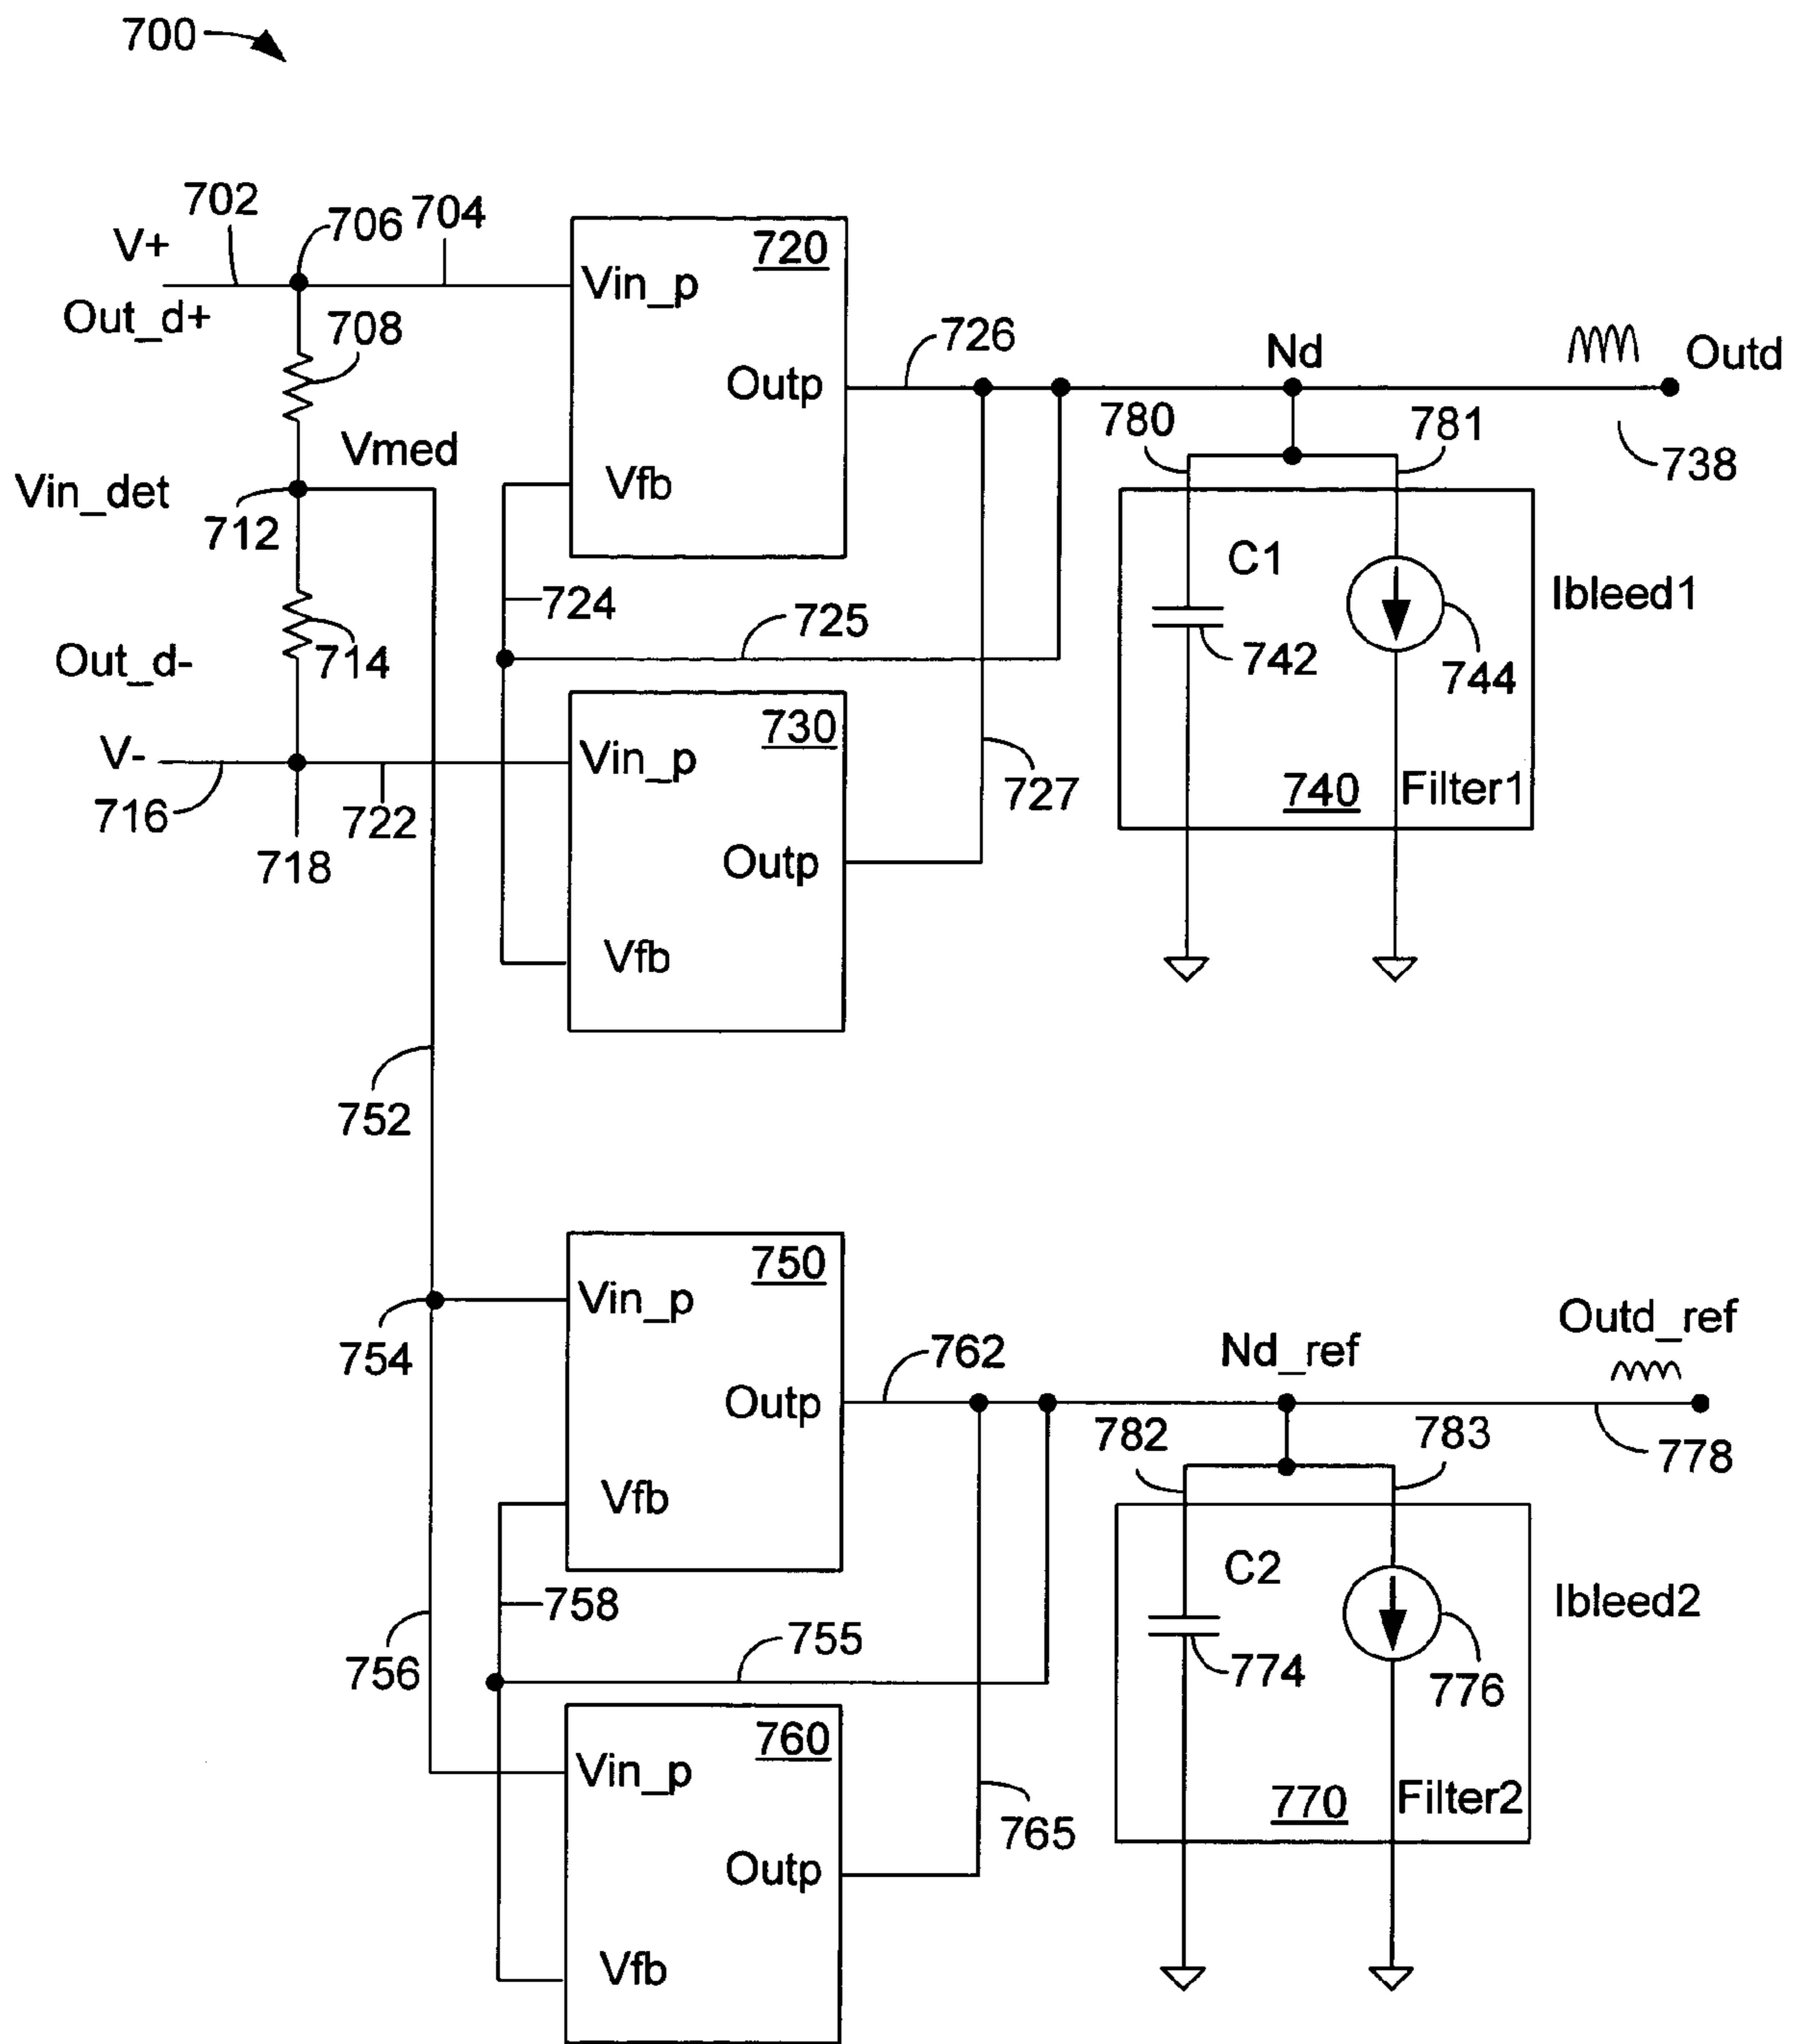 700
702
706
704
V+
Out_d+
708
Vin_p
720
Outp
Vfb
726
Nd
Outd
738
780
781
Vmed
Vin_det
712
C1
742
744
Ibleed1
740
Filter1
724
725
Out_d-
714
V-
716
718
722
Vin_p
730
Outp
Vfb
727
752
754
Vin_p
750
Outp
Vfb
762
Nd_ref
Outd_ref
778
782
783
C2
774
776
Ibleed2
770
Filter2
758
755
756
Vin_p
760
Outp
Vfb
765